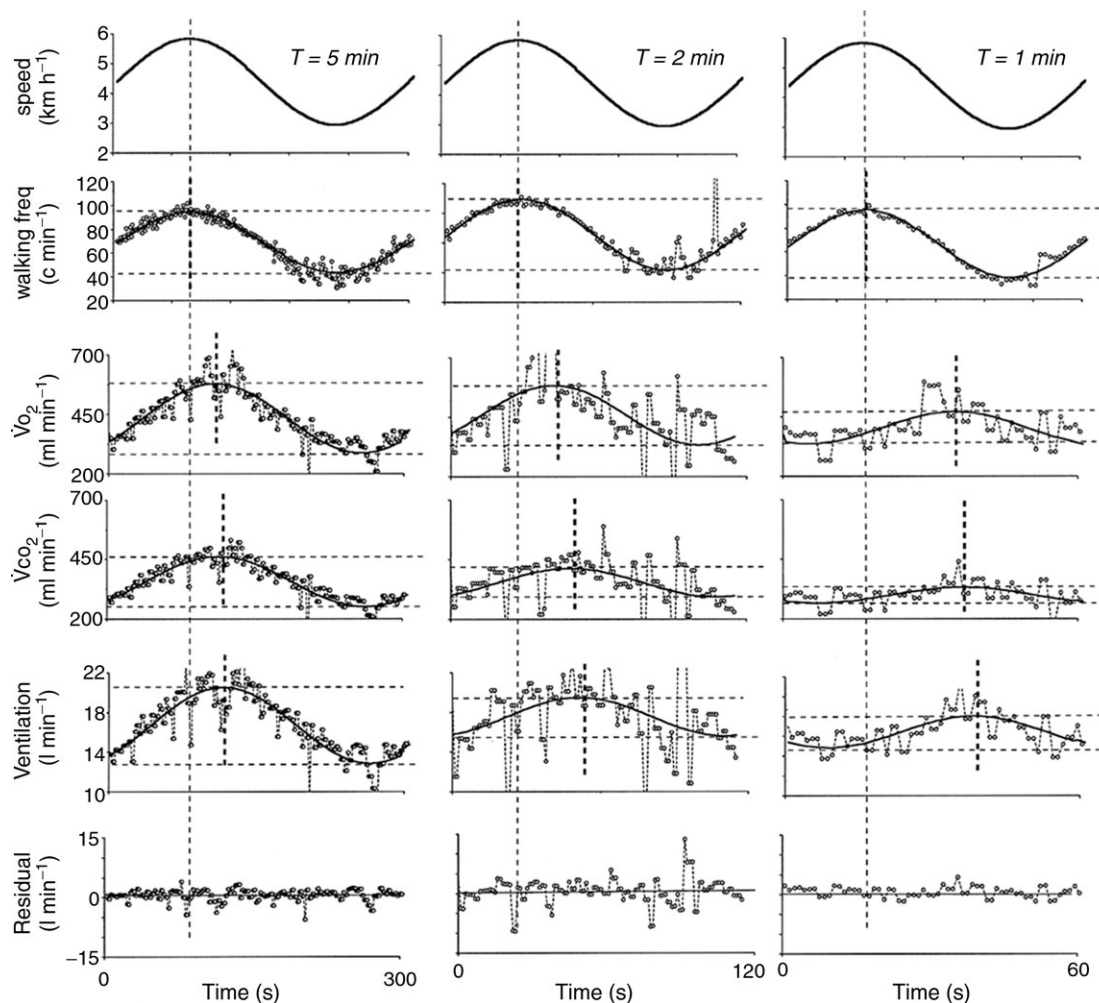 T = 5 min
T = 2 min
T = 1 min
speed
(km h⁻¹)
6
5
4
3
2
walking freq
(c min⁻¹)
120
100
80
60
40
20
V̇o₂
(ml min⁻¹)
700
450
200
V̇co₂
(ml min⁻¹)
700
450
200
Ventilation
(l min⁻¹)
22
18
14
10
Residual
(l min⁻¹)
15
0
−15
0
300
0
120
0
60
Time (s)
Time (s)
Time (s)